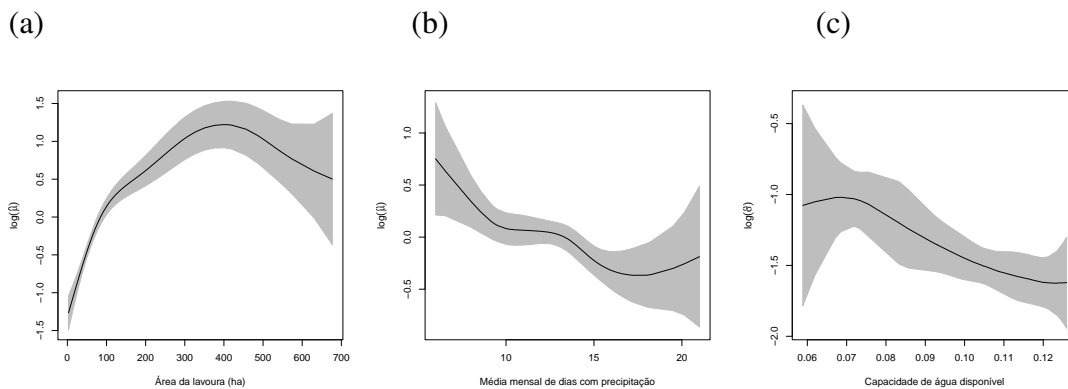 (a)
(b)
(c)
log(μ̂)
1.5
1.0
0.5
0.0
−0.5
−1.0
−1.5
0 100 200 300 400 500 600 700
Área da lavoura (ha)
log(μ̂)
1.0
0.5
0.0
−0.5
10 15 20
Média mensal de dias com precipitação
log(σ̂)
−0.5
−1.0
−1.5
−2.0
0.06 0.07 0.08 0.09 0.10 0.11 0.12
Capacidade de água disponível